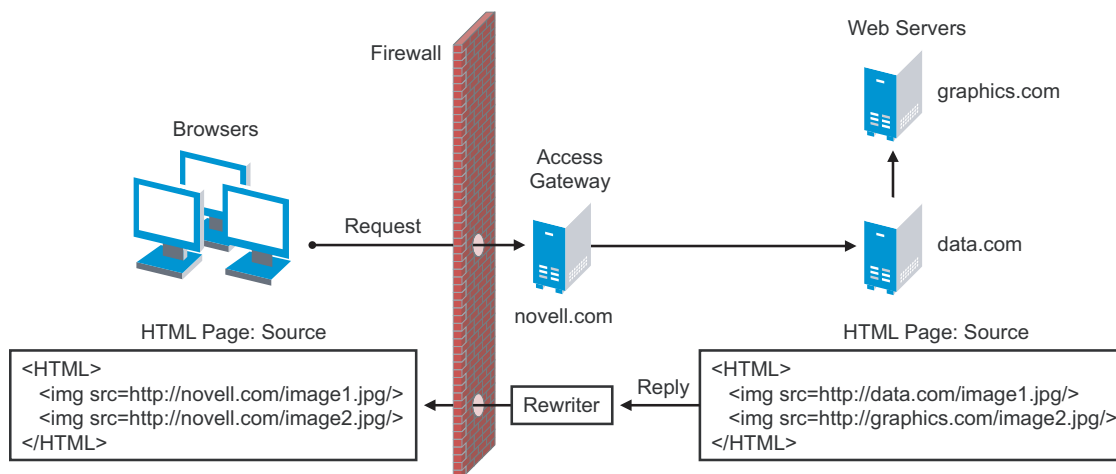 Firewall
Web Servers
graphics.com
Browsers
Access
Gateway
Request
data.com
novell.com
HTML Page: Source
<HTML>
<img src=http://novell.com/image1.jpg/>
<img src=http://novell.com/image2.jpg/>
</HTML>
Rewriter
Reply
HTML Page: Source
<HTML>
<img src=http://data.com/image1.jpg/>
<img src=http://graphics.com/image2.jpg/>
</HTML>